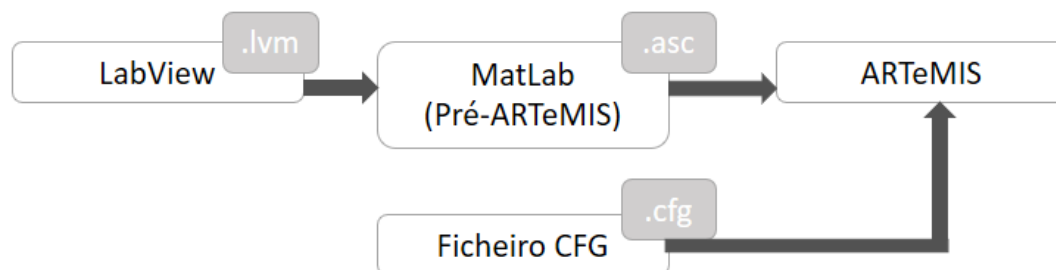 .lvm
LabView
.asc
MatLab
(Pré-ARTeMIS)
ARTeMIS
.cfg
Ficheiro CFG